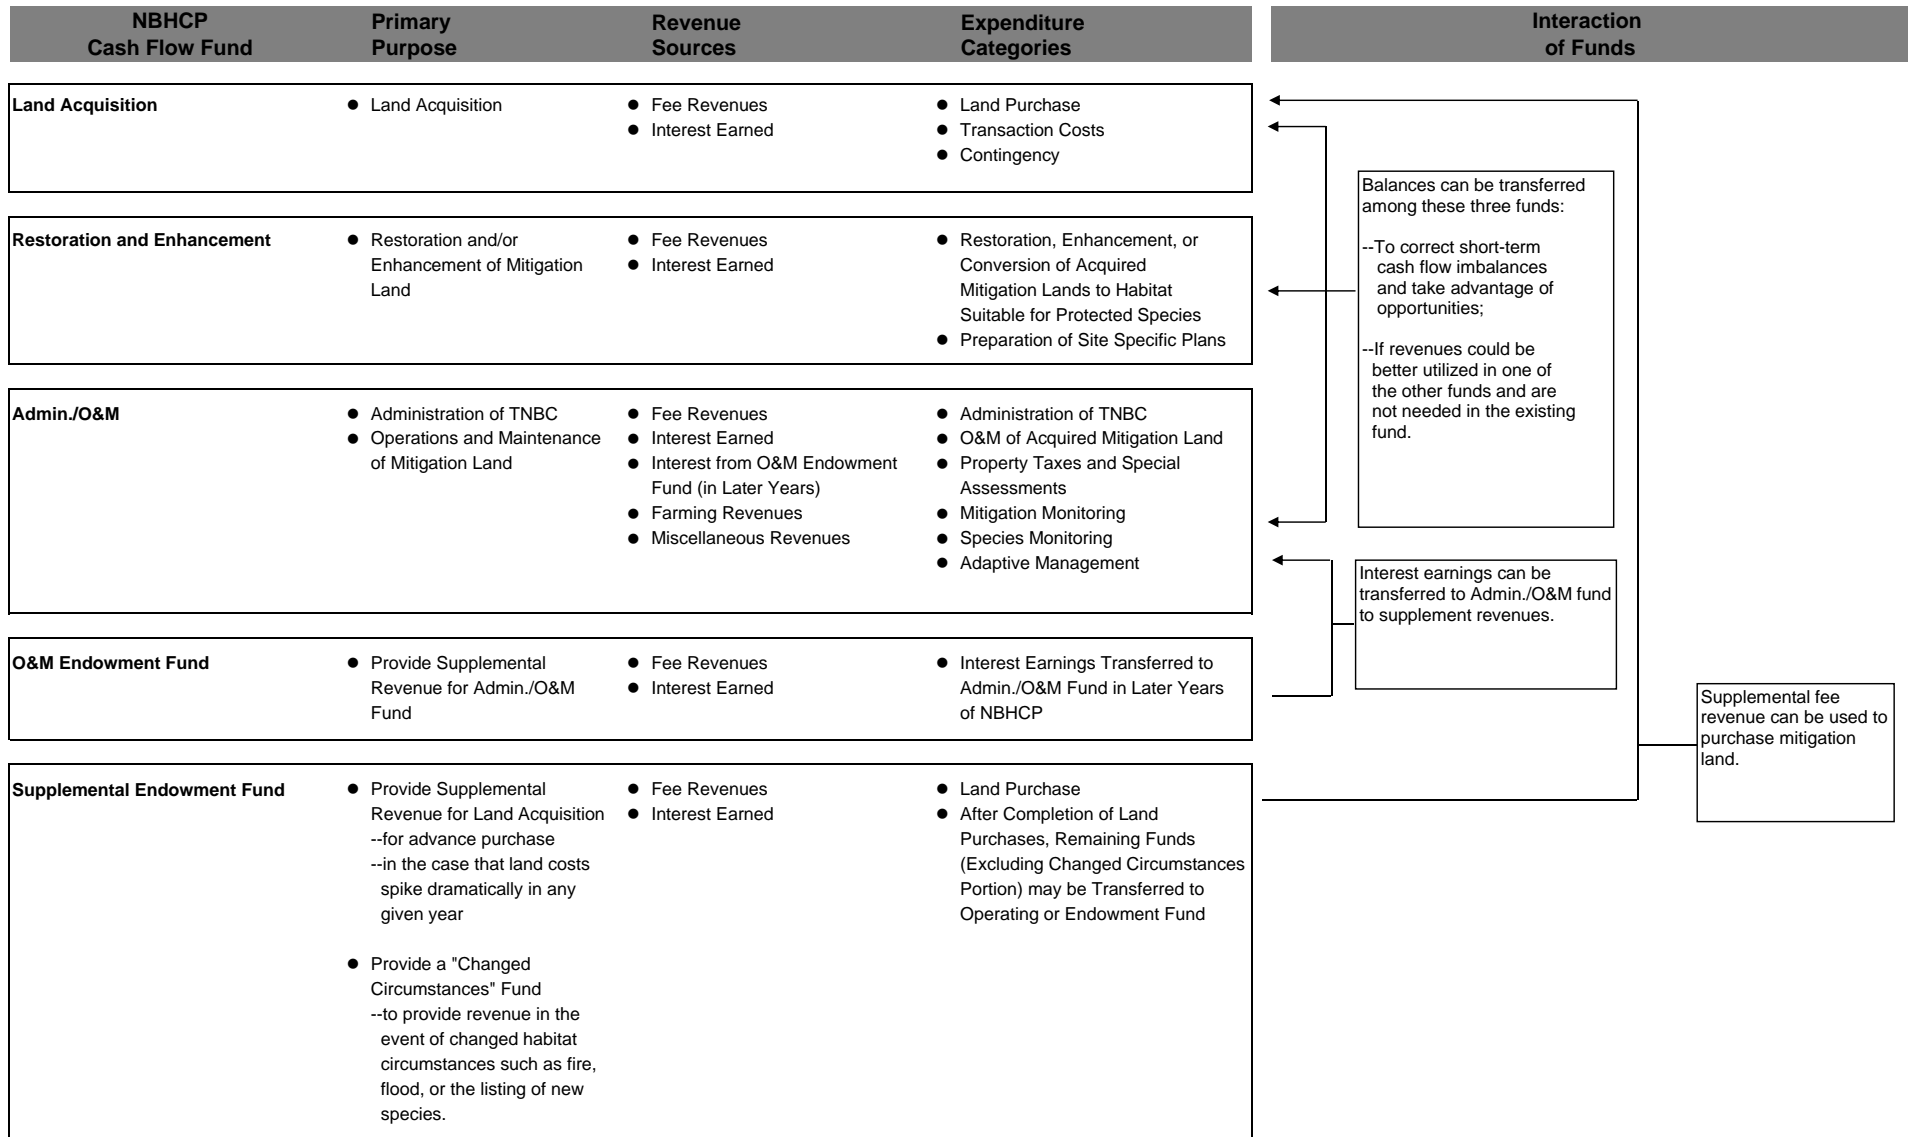 NBHCP
Cash Flow Fund
Primary
Purpose
Revenue
Sources
Expenditure
Categories
Interaction
of Funds
Land Acquisition
● Land Acquisition
● Fee Revenues
● Interest Earned
● Land Purchase
● Transaction Costs
● Contingency
Restoration and Enhancement
● Restoration and/or
Enhancement of Mitigation
Land
● Fee Revenues
● Interest Earned
● Restoration, Enhancement, or
Conversion of Acquired
Mitigation Lands to Habitat
Suitable for Protected Species
● Preparation of Site Specific Plans
Admin./O&M
● Administration of TNBC
● Operations and Maintenance
of Mitigation Land
● Fee Revenues
● Interest Earned
● Interest from O&M Endowment
Fund (in Later Years)
● Farming Revenues
● Miscellaneous Revenues
● Administration of TNBC
● O&M of Acquired Mitigation Land
● Property Taxes and Special
Assessments
● Mitigation Monitoring
● Species Monitoring
● Adaptive Management
O&M Endowment Fund
● Provide Supplemental
Revenue for Admin./O&M
Fund
● Fee Revenues
● Interest Earned
● Interest Earnings Transferred to
Admin./O&M Fund in Later Years
of NBHCP
Supplemental Endowment Fund
● Provide Supplemental
Revenue for Land Acquisition
--for advance purchase
--in the case that land costs
spike dramatically in any
given year
● Provide a "Changed
Circumstances" Fund
--to provide revenue in the
event of changed habitat
circumstances such as fire,
flood, or the listing of new
species.
● Fee Revenues
● Interest Earned
● Land Purchase
● After Completion of Land
Purchases, Remaining Funds
(Excluding Changed Circumstances
Portion) may be Transferred to
Operating or Endowment Fund
Balances can be transferred
among these three funds:
--To correct short-term
cash flow imbalances
and take advantage of
opportunities;
--If revenues could be
better utilized in one of
the other funds and are
not needed in the existing
fund.
Interest earnings can be
transferred to Admin./O&M fund
to supplement revenues.
Supplemental fee
revenue can be used to
purchase mitigation
land.